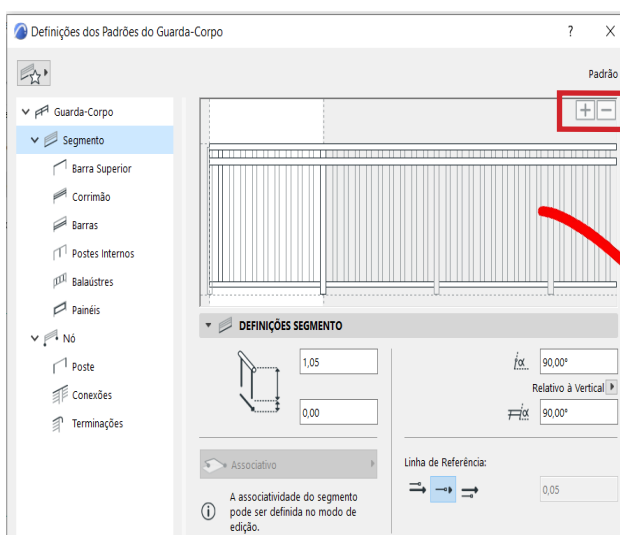 Definições dos Padrões do Guarda-Corpo ? X
Padrão
Guarda-Corpo
Segmento
Barra Superior
Corrimão
Barras
Postes Internos
Balaústres
Painéis
Nó
Poste
Conexões
Terminações
DEFINIÇÕES SEGMENTO
1,05
0,00
α 90,00°
Relativo à Vertical
α 90,00°
Associativo
A associatividade do segmento
pode ser definida no modo de
edição.
Linha de Referência:
0,05